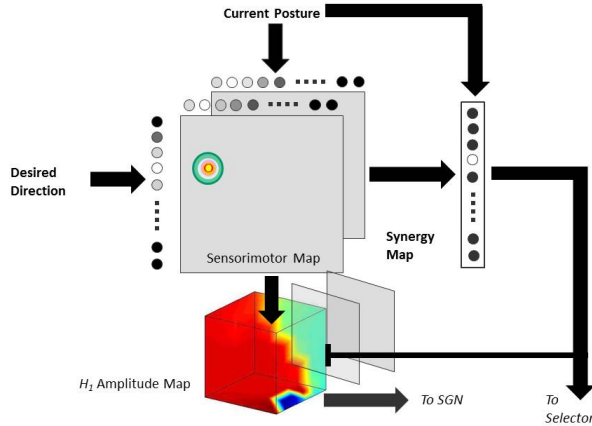 Current Posture
Desired
Direction
Sensorimotor Map
Synergy
Map
H1 Amplitude Map
To SGN
To
Selector